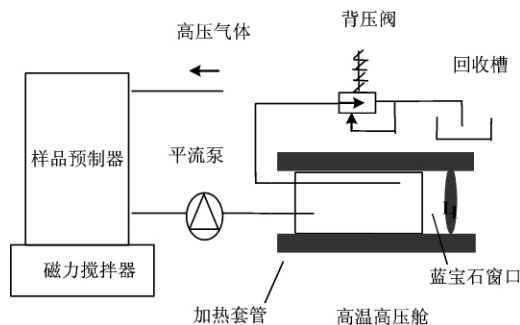 高压气体
背压阀
回收槽
样品预制器
平流泵
磁力搅拌器
蓝宝石窗口
加热套管
高温高压舱